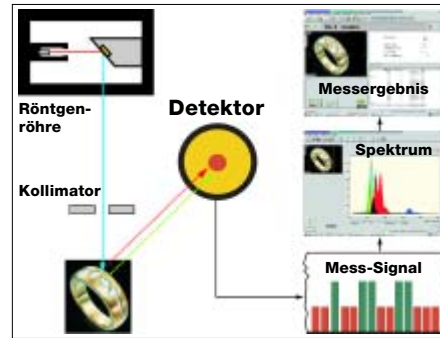 Röntgen-
röhre
Detektor
Kollimator
Messergebnis
Spektrum
Mess-Signal